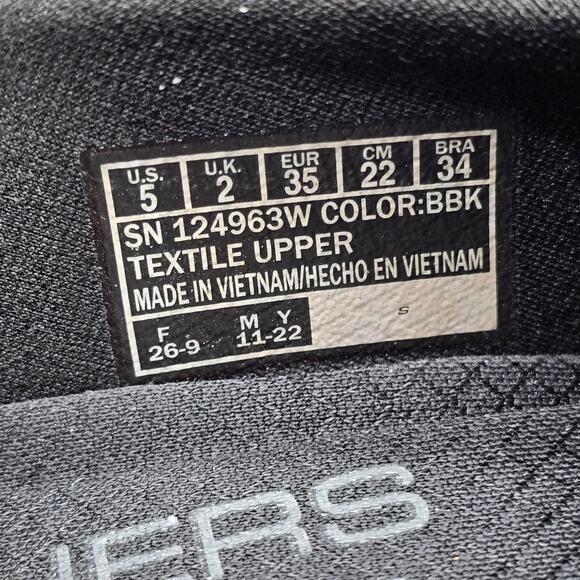 U.S. U.K. EUR CM BRA
5 2 35 22 34
SN 124963W COLOR:BBK
TEXTILE UPPER
MADE IN VIETNAM/HECHO EN VIETNAM
F M Y
26-9 11-22 S
ERS